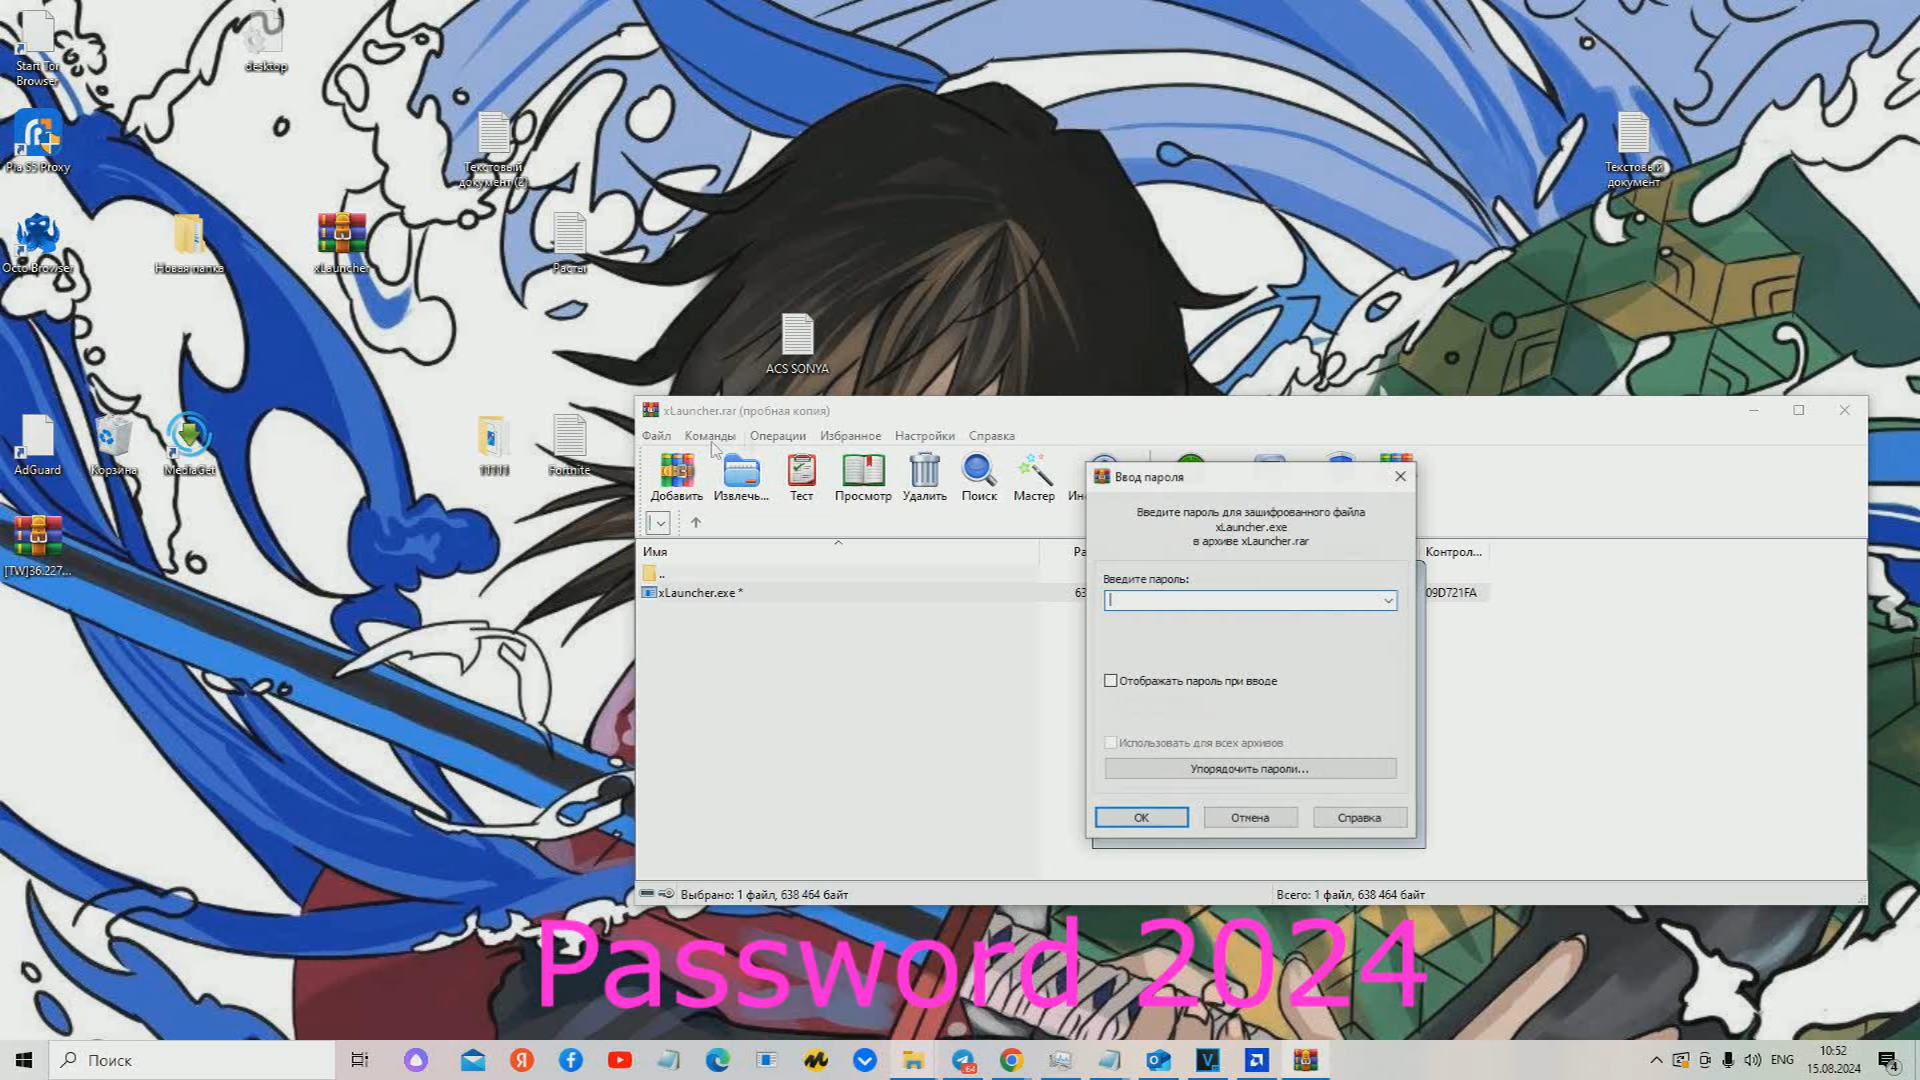 Start Tor
Browser
desktop
Pia S5 Proxy
Текстовый
документ (2)
Текстовый
документ
Octo Browser
Новая папка
xLauncher
Расты
ACS SONYA
AdGuard
Корзина
MediaGet
11111
Fortnite
[TW]36.227...
xLauncher.rar (пробная копия)
Файл Команды Операции Избранное Настройки Справка
Добавить Извлечь... Тест Просмотр Удалить Поиск Мастер
Имя
Контрол...
..
xLauncher.exe *
09D721FA
Ввод пароля
Введите пароль для зашифрованного файла
xLauncher.exe
в архиве xLauncher.rar
Введите пароль:
Отображать пароль при вводе
Использовать для всех архивов
Упорядочить пароли...
ОК Отмена Справка
Выбрано: 1 файл, 638 464 байт
Всего: 1 файл, 638 464 байт
Password 2024
Поиск
ENG
10:52
15.08.2024